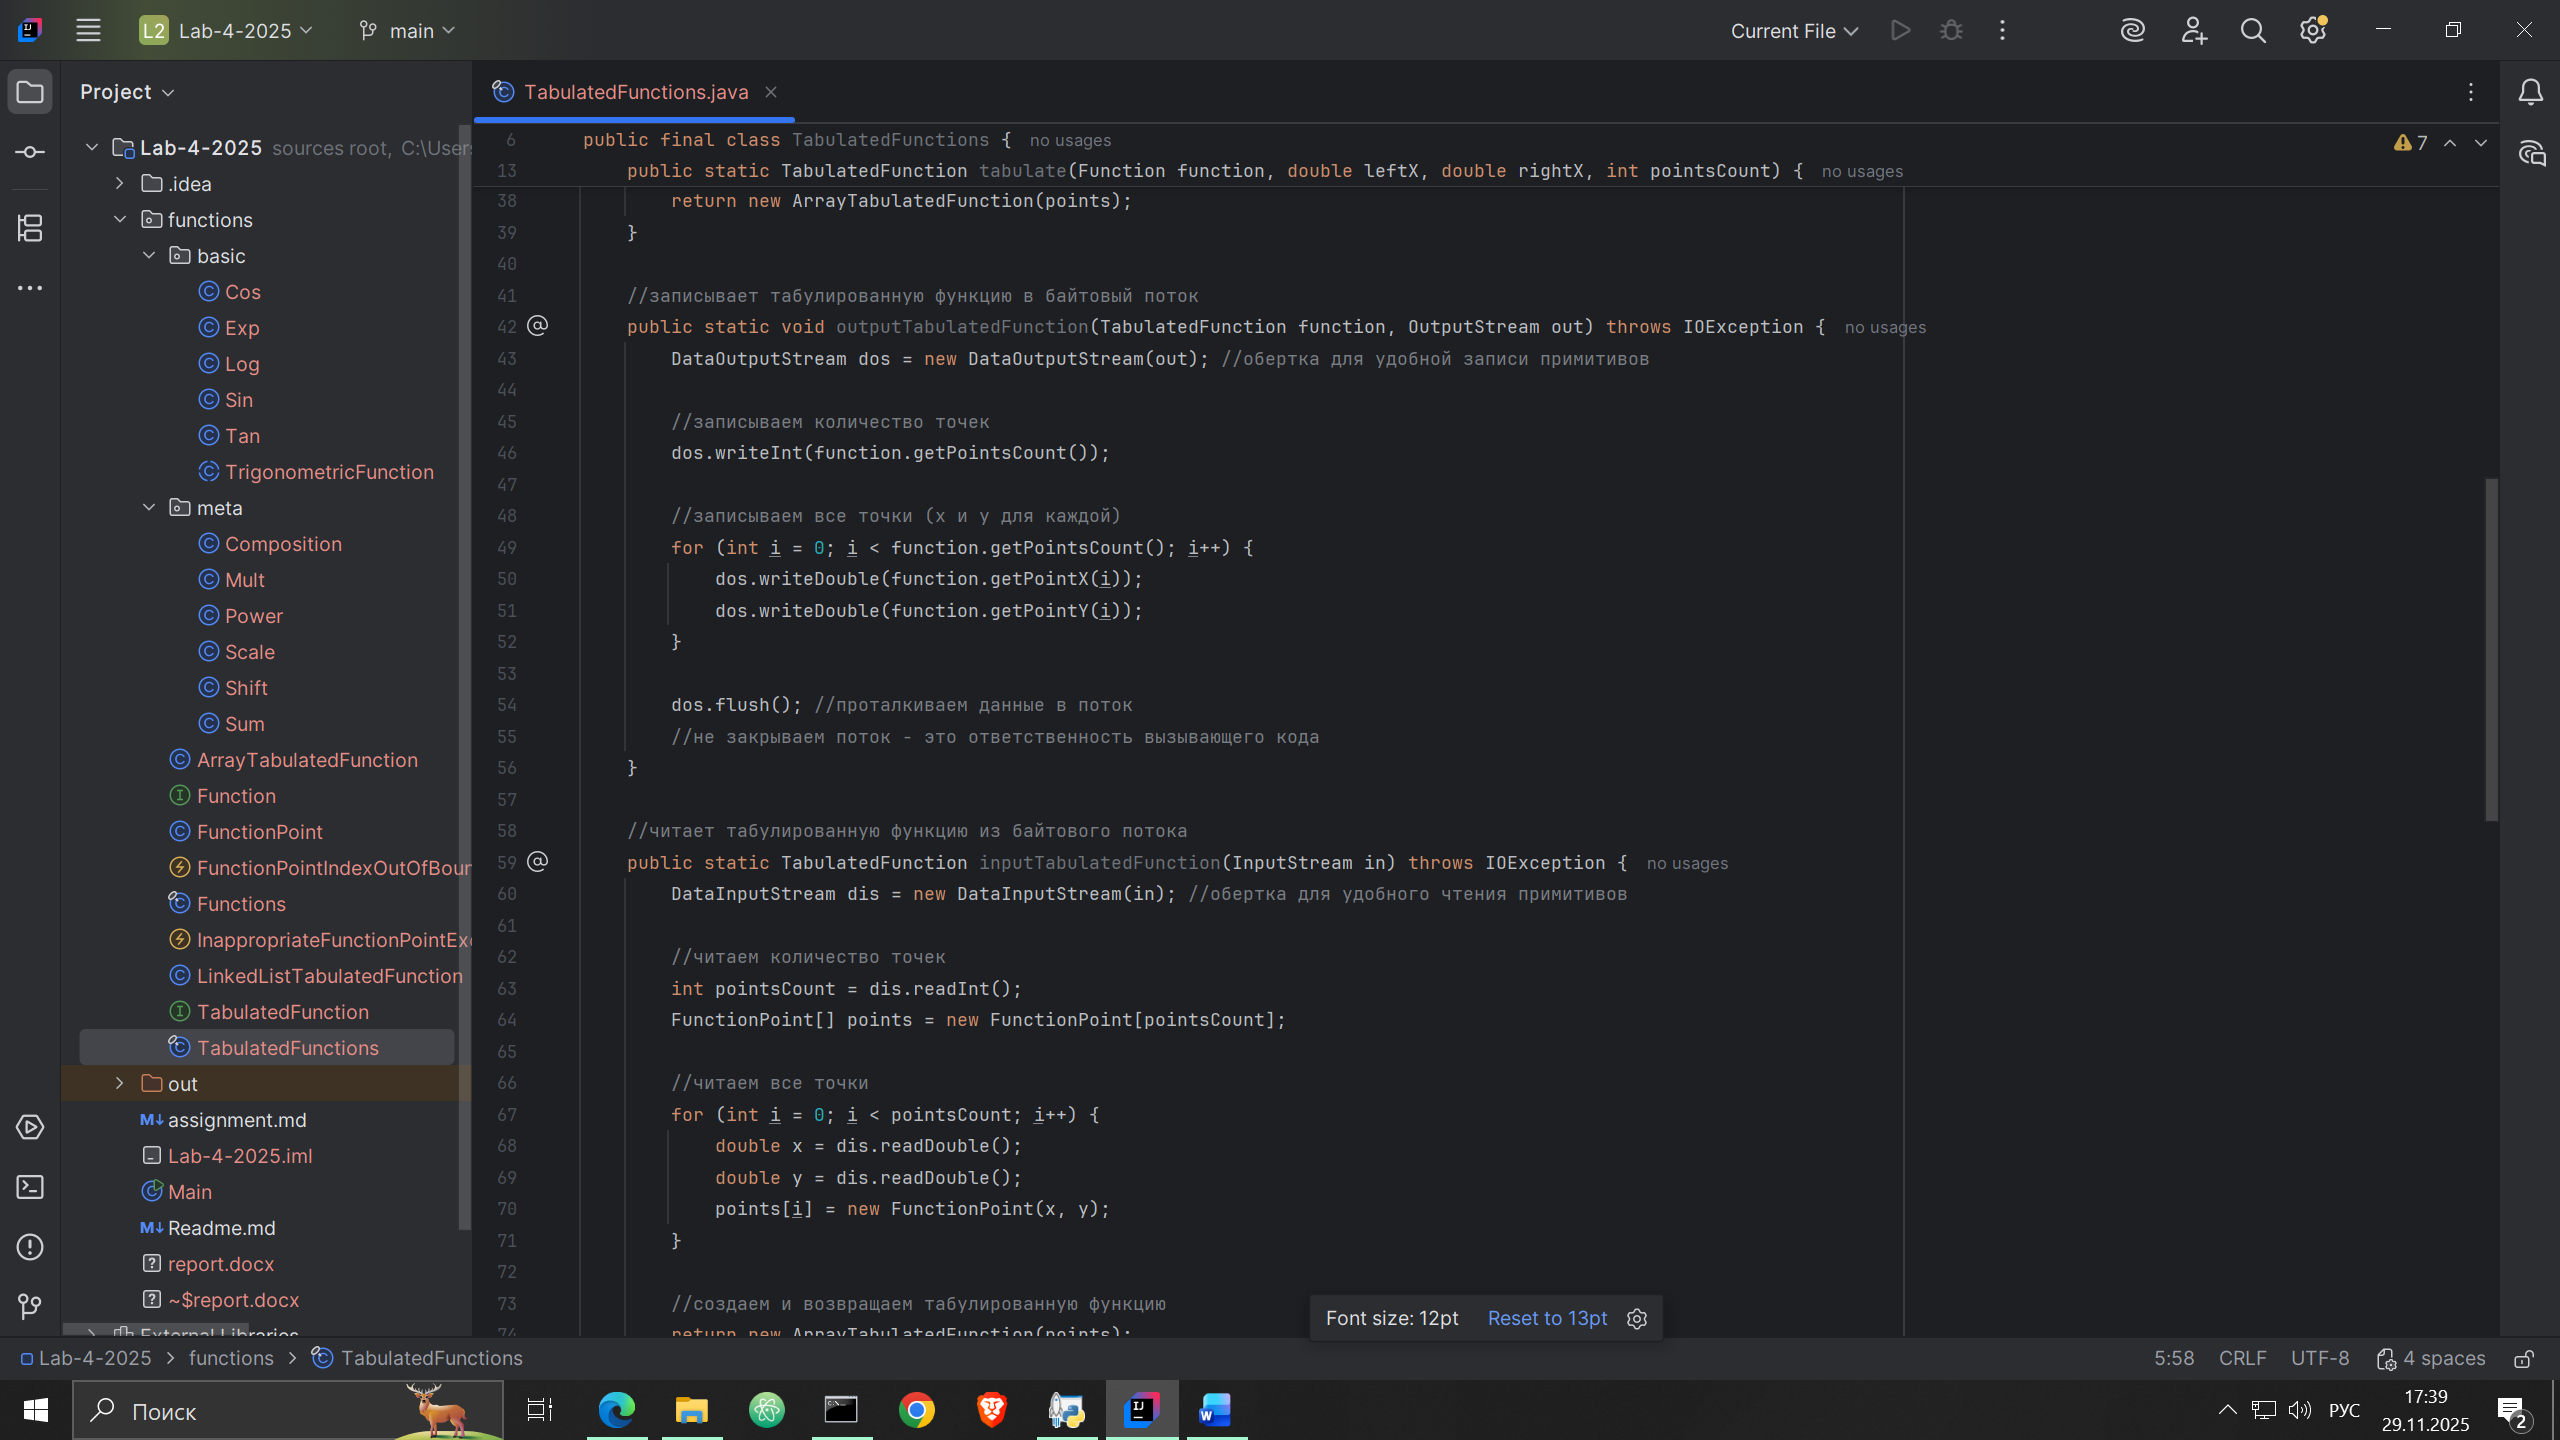 L2 Lab-4-2025 main Current File
Project
Lab-4-2025 sources root, C:\User
.idea
functions
basic
Cos
Exp
Log
Sin
Tan
TrigonometricFunction
meta
Composition
Mult
Power
Scale
Shift
Sum
ArrayTabulatedFunction
Function
FunctionPoint
FunctionPointIndexOutOfBour
Functions
InappropriateFunctionPointEx
LinkedListTabulatedFunction
TabulatedFunction
TabulatedFunctions
out
assignment.md
Lab-4-2025.iml
Main
Readme.md
report.docx
~$report.docx
External Libraries
TabulatedFunctions.java
7
6 public final class TabulatedFunctions { no usages
13 public static TabulatedFunction tabulate(Function function, double leftX, double rightX, int pointsCount) { no usages
38 return new ArrayTabulatedFunction(points);
39 }
40
41 //записывает табулированную функцию в байтовый поток
42 @ public static void outputTabulatedFunction(TabulatedFunction function, OutputStream out) throws IOException { no usages
43 DataOutputStream dos = new DataOutputStream(out); //обертка для удобной записи примитивов
44
45 //записываем количество точек
46 dos.writeInt(function.getPointsCount());
47
48 //записываем все точки (x и y для каждой)
49 for (int i = 0; i < function.getPointsCount(); i++) {
50 dos.writeDouble(function.getPointX(i));
51 dos.writeDouble(function.getPointY(i));
52 }
53
54 dos.flush(); //проталкиваем данные в поток
55 //не закрываем поток - это ответственность вызывающего кода
56 }
57
58 //читает табулированную функцию из байтового потока
59 @ public static TabulatedFunction inputTabulatedFunction(InputStream in) throws IOException { no usages
60 DataInputStream dis = new DataInputStream(in); //обертка для удобного чтения примитивов
61
62 //читаем количество точек
63 int pointsCount = dis.readInt();
64 FunctionPoint[] points = new FunctionPoint[pointsCount];
65
66 //читаем все точки
67 for (int i = 0; i < pointsCount; i++) {
68 double x = dis.readDouble();
69 double y = dis.readDouble();
70 points[i] = new FunctionPoint(x, y);
71 }
72
73 //создаем и возвращаем табулированную функцию
74 return new ArrayTabulatedFunction(points);
Font size: 12pt Reset to 13pt
Lab-4-2025 > functions > TabulatedFunctions
5:58 CRLF UTF-8 4 spaces
Поиск
РУС
17:39
29.11.2025
2